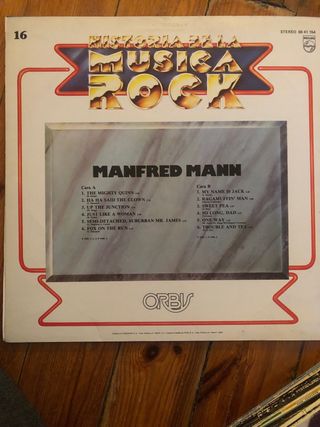 16
STEREO 68 41 154
PHILIPS
HISTORIA DE LA
MUSICA
ROCK
MANFRED MANN
Cara A
1. THE MIGHTY QUINN
2. HA HA SAID THE CLOWN
3. UP THE JUNCTION
4. JUST LIKE A WOMAN
5. SEMI-DETACHED, SUBURBAN MR. JAMES
6. FOX ON THE RUN
Cara B
1. MY NAME IS JACK
2. RAGAMUFFIN' MAN
3. SWEET PEA
4. SO LONG, DAD
5. ONE WAY
6. TROUBLE AND TEA
ORBIS